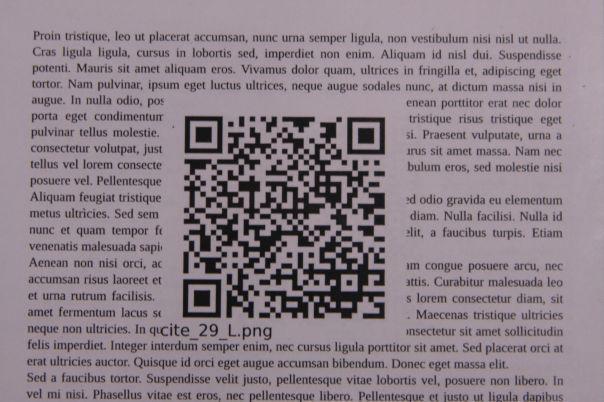 Proin tristique, leo ut placerat accumsan, nunc urna semper ligula, non vestibulum nisi nisl ut nulla.
Cras ligula ligula, cursus in lobortis sed, imperdiet non enim. Aliquam id nisl dui. Suspendisse
potenti. Mauris sit amet aliquam eros. Vivamus dolor quam, ultrices in fringilla et, adipiscing eget
tortor. Nam pulvinar, ipsum eget luctus ultrices, neque augue sodales nunc, at dictum massa nisi in
augue. In nulla odio, pos enean porttitor erat nec dolor
porta eget condimentum tristique risus tristique eget
pulvinar tellus molestie. si. Praesent vulputate, urna a
consectetur volutpat, just urus sit amet massa. Nam nec
tellus vel lorem consecte bulum eros, sed molestie nisi
posuere vel. Pellentesque
Aliquam feugiat tristique ed odio gravida eu elementum
metus ultricies. Sed sem diam. Nulla facilisi. Nulla id
nunc et quam tempor fe elit, a faucibus turpis. Etiam
venenatis malesuada sapi
Aenean non nisi orci, ac am congue posuere arcu, nec
accumsan risus laoreet et attis. Curabitur malesuada leo
et urna rutrum facilisis. s lorem consectetur diam, sit
amet fermentum lacus se . Maecenas tristique ultricies
neque non ultricies. In qu cite_29_L.png onsectetur sit amet sollicitudin
felis imperdiet. Integer interdum semper enim, nec cursus ligula porttitor sit amet. Sed placerat orci at
erat ultricies auctor. Quisque id orci eget augue accumsan bibendum. Donec eget massa elit.
Sed a faucibus tortor. Suspendisse velit justo, pellentesque vitae lobortis vel, posuere non libero. In
vel mi nisi. Phasellus vitae est eros, nec pellentesque libero. Pellentesque et justo ut ligula dapibus